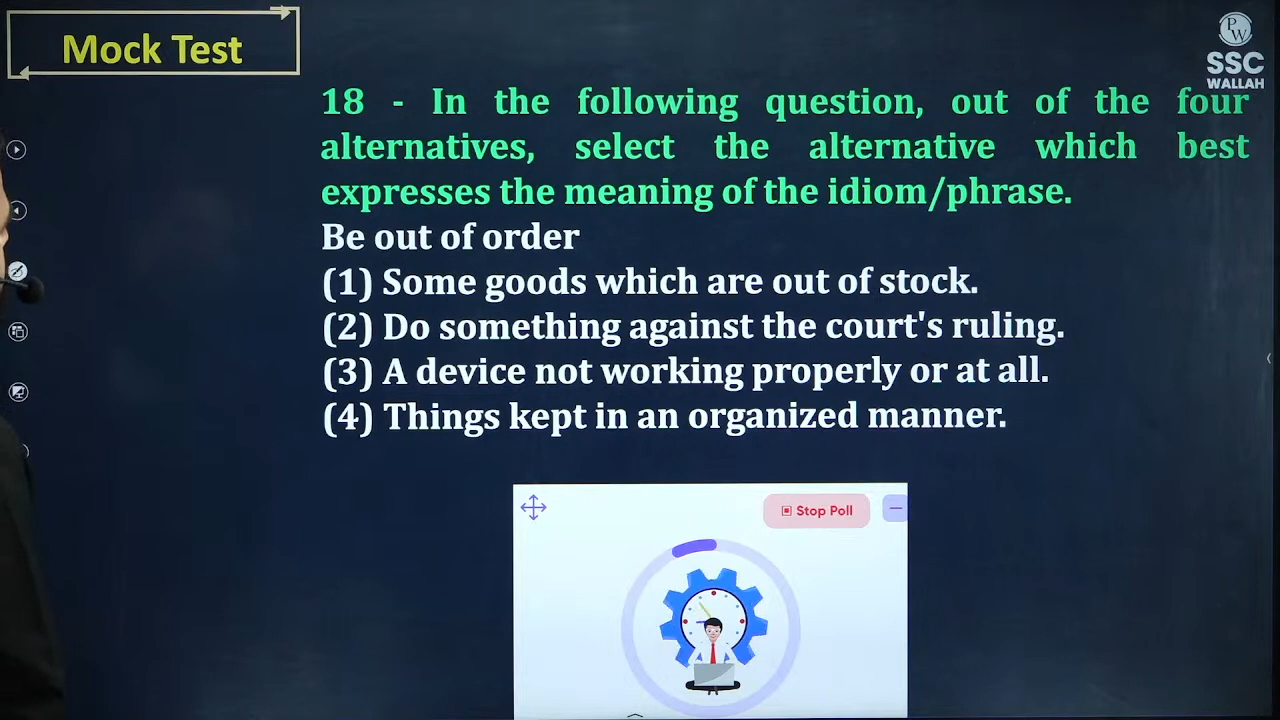 Mock Test
PW
SSC
WALLAH
18 - In the following question, out of the four
alternatives, select the alternative which best
expresses the meaning of the idiom/phrase.
Be out of order
(1) Some goods which are out of stock.
(2) Do something against the court's ruling.
(3) A device not working properly or at all.
(4) Things kept in an organized manner.
Stop Poll